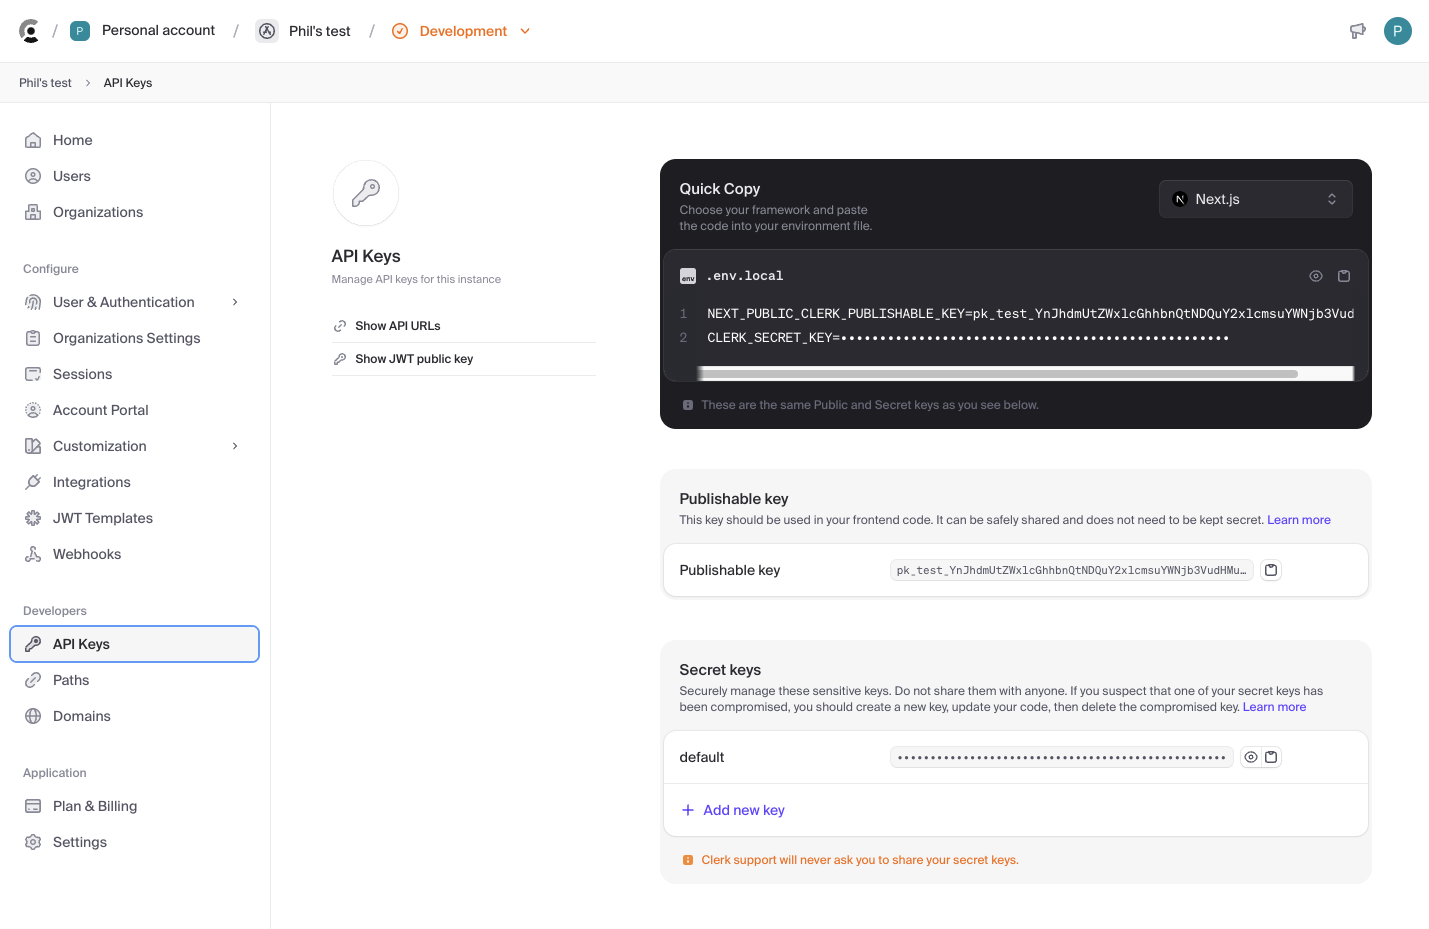 / P Personal account / Phil's test / Development P
Phil's test > API Keys
Home
Users
Organizations
Configure
User & Authentication
Organizations Settings
Sessions
Account Portal
Customization
Integrations
JWT Templates
Webhooks
Developers
API Keys
Paths
Domains
Application
Plan & Billing
Settings
API Keys
Manage API keys for this instance
Show API URLs
Show JWT public key
Quick Copy
Choose your framework and paste
the code into your environment file.
N Next.js
env .env.local
1 NEXT_PUBLIC_CLERK_PUBLISHABLE_KEY=pk_test_YnJhdmUtZWxlcGhhbnQtNDQuY2xlcmsuYWNjb3Vud
2 CLERK_SECRET_KEY=••••••••••••••••••••••••••••••••••••••••••••••••••
These are the same Public and Secret keys as you see below.
Publishable key
This key should be used in your frontend code. It can be safely shared and does not need to be kept secret. Learn more
Publishable key pk_test_YnJhdmUtZWxlcGhhbnQtNDQuY2xlcmsuYWNjb3VudHMu…
Secret keys
Securely manage these sensitive keys. Do not share them with anyone. If you suspect that one of your secret keys has
been compromised, you should create a new key, update your code, then delete the compromised key. Learn more
default ••••••••••••••••••••••••••••••••••••••••••••••••••
+ Add new key
Clerk support will never ask you to share your secret keys.